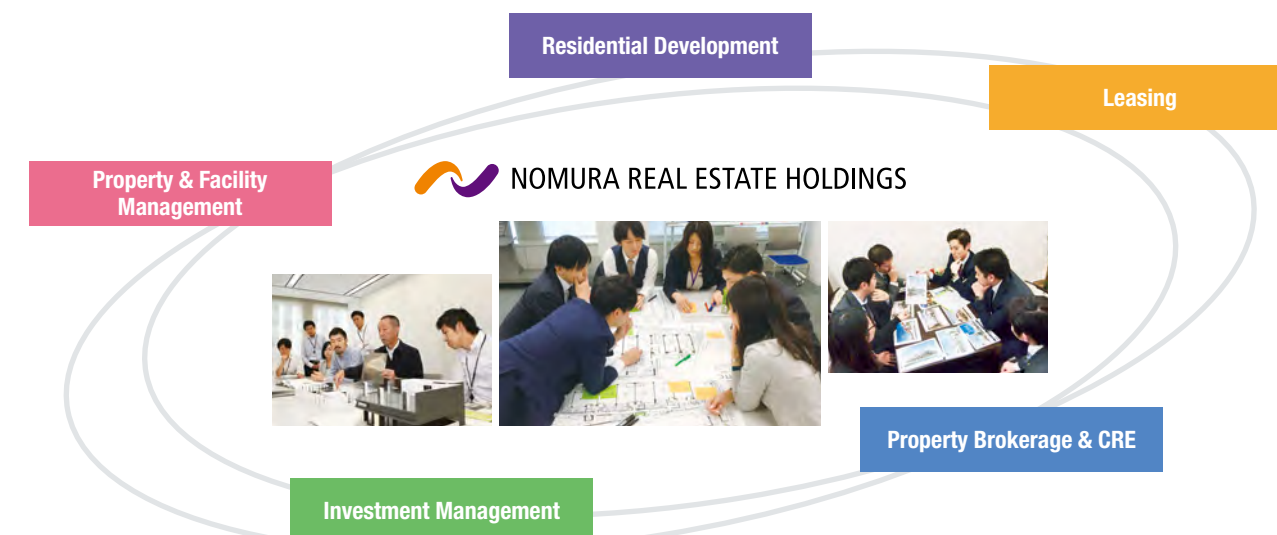 Residential Development
Leasing
Property & Facility
Management
NOMURA REAL ESTATE HOLDINGS
Property Brokerage & CRE
Investment Management